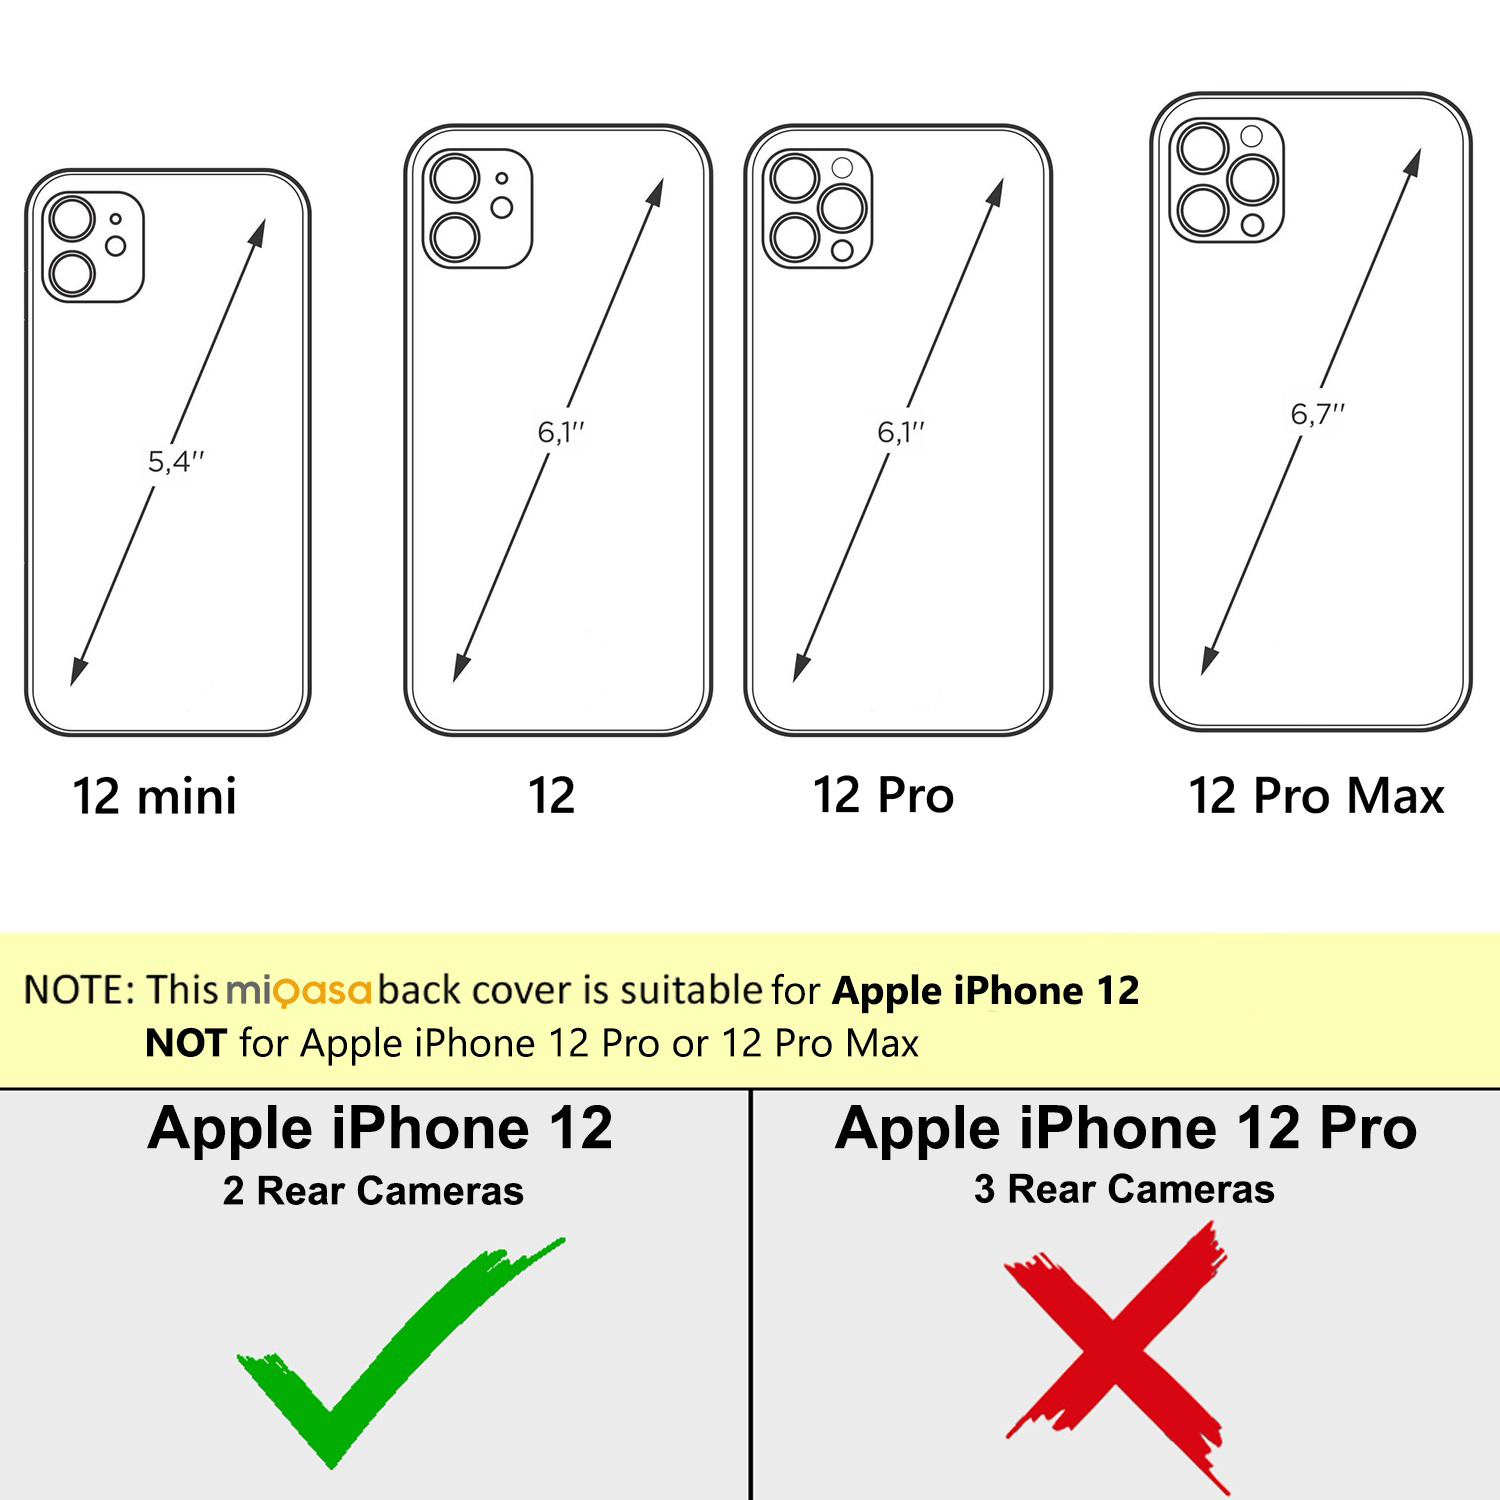 5,4''
6,1''
6,1''
6,7''
12 mini
12
12 Pro
12 Pro Max
NOTE: This miqasa back cover is suitable for Apple iPhone 12
NOT for Apple iPhone 12 Pro or 12 Pro Max
Apple iPhone 12
2 Rear Cameras
Apple iPhone 12 Pro
3 Rear Cameras